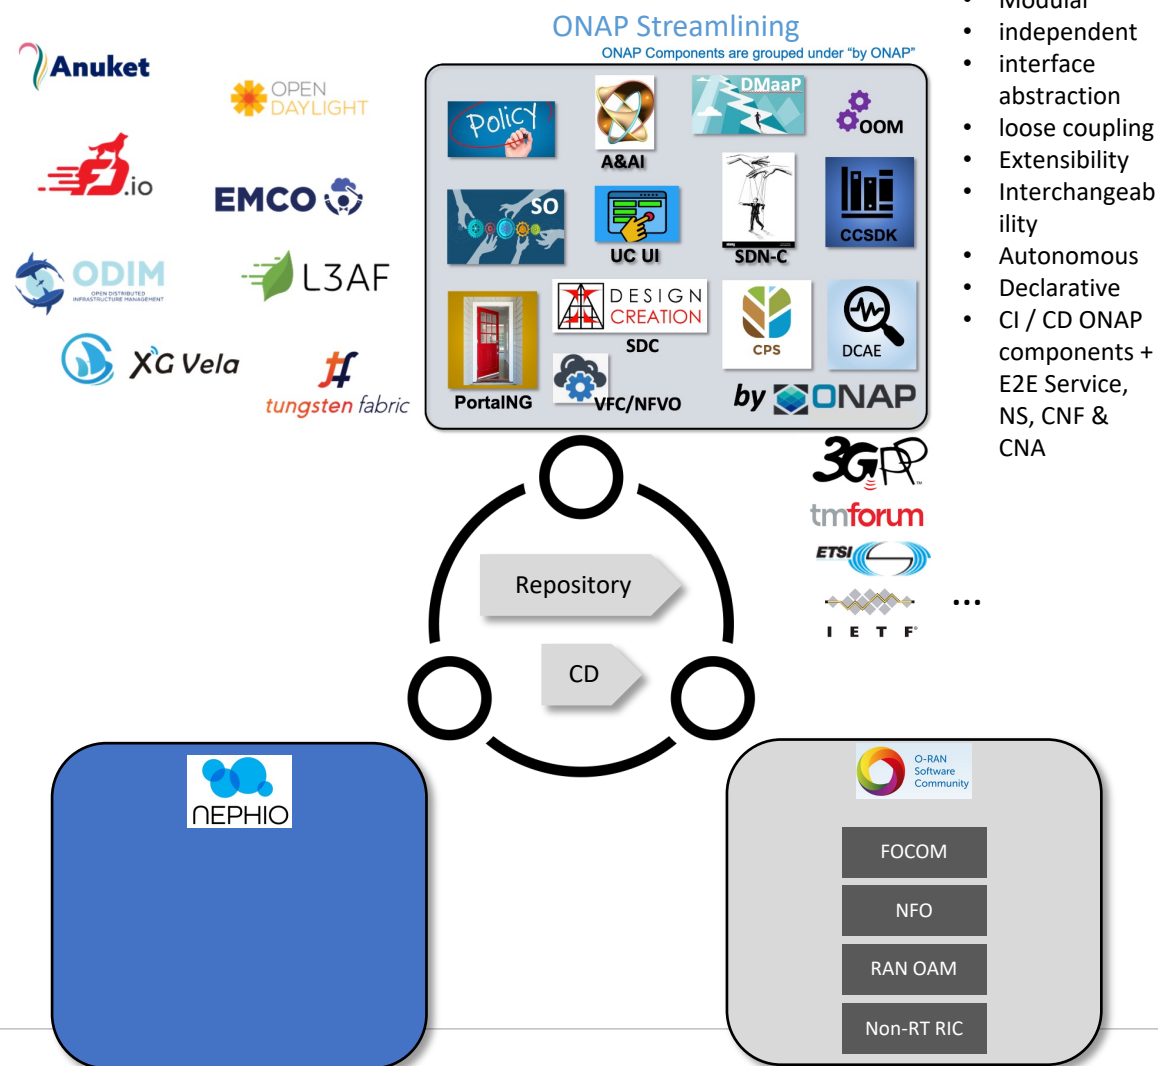 ONAP Streamlining
ONAP Components are grouped under "by ONAP"
Anuket
OPEN
DAYLIGHT
.io
EMCO
ODIM
OPEN DISTRIBUTED
INFRASTRUCTURE MANAGEMENT
L3AF
XG Vela
tungsten fabric
Policy
A&AI
DMaaP
OOM
SO
UC UI
SDN-C
CCSDK
PortalNG
DESIGN
CREATION
SDC
VFC/NFVO
CPS
DCAE
by ONAP
• Modular
• independent
• interface
abstraction
• loose coupling
• Extensibility
• Interchangeab
ility
• Autonomous
• Declarative
• CI / CD ONAP
components +
E2E Service,
NS, CNF &
CNA
3GPP
TM
tmforum
ETSI
IETF®
...
Repository
CD
NEPHIO
O-RAN
Software
Community
FOCOM
NFO
RAN OAM
Non-RT RIC